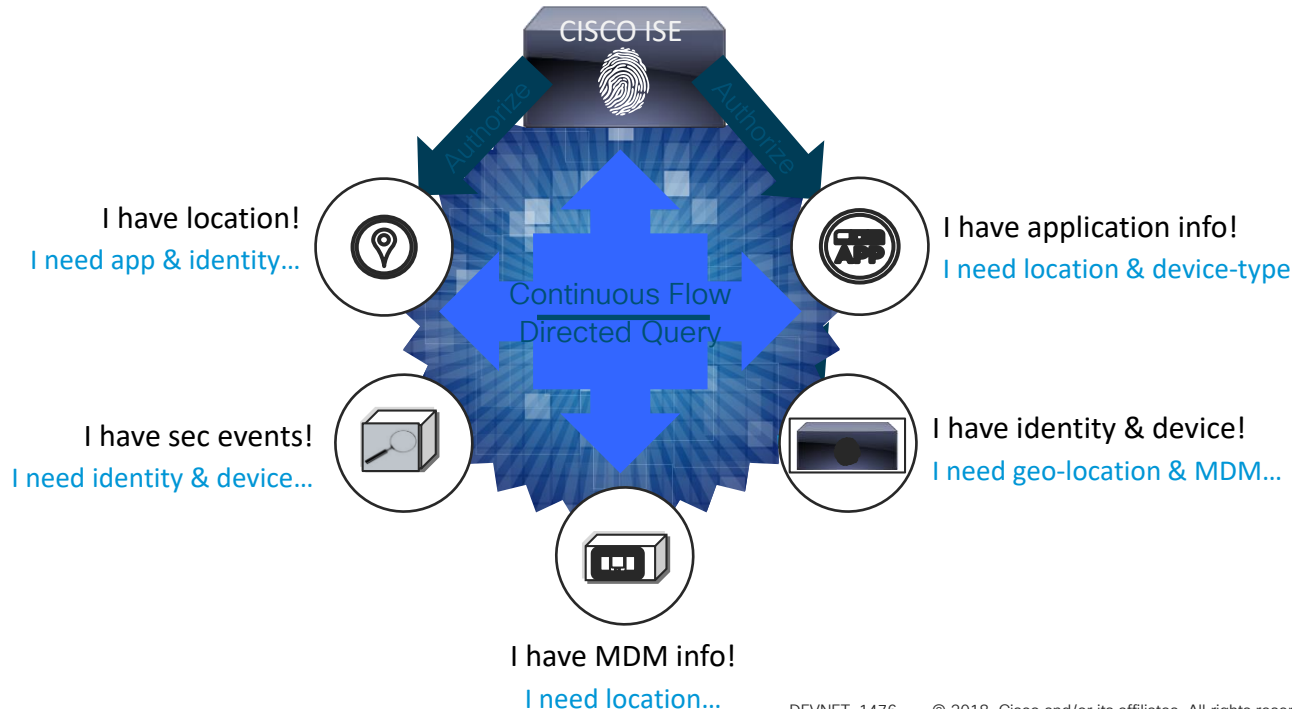 CISCO ISE
Authorize
Authorize
I have location!
I need app & identity…
I have application info!
I need location & device-type
APP
Continuous Flow
Directed Query
I have sec events!
I need identity & device…
I have identity & device!
I need geo-location & MDM…
I have MDM info!
I need location…
DEVNET-1476 © 2018 Cisco and/or its affiliates. All rights